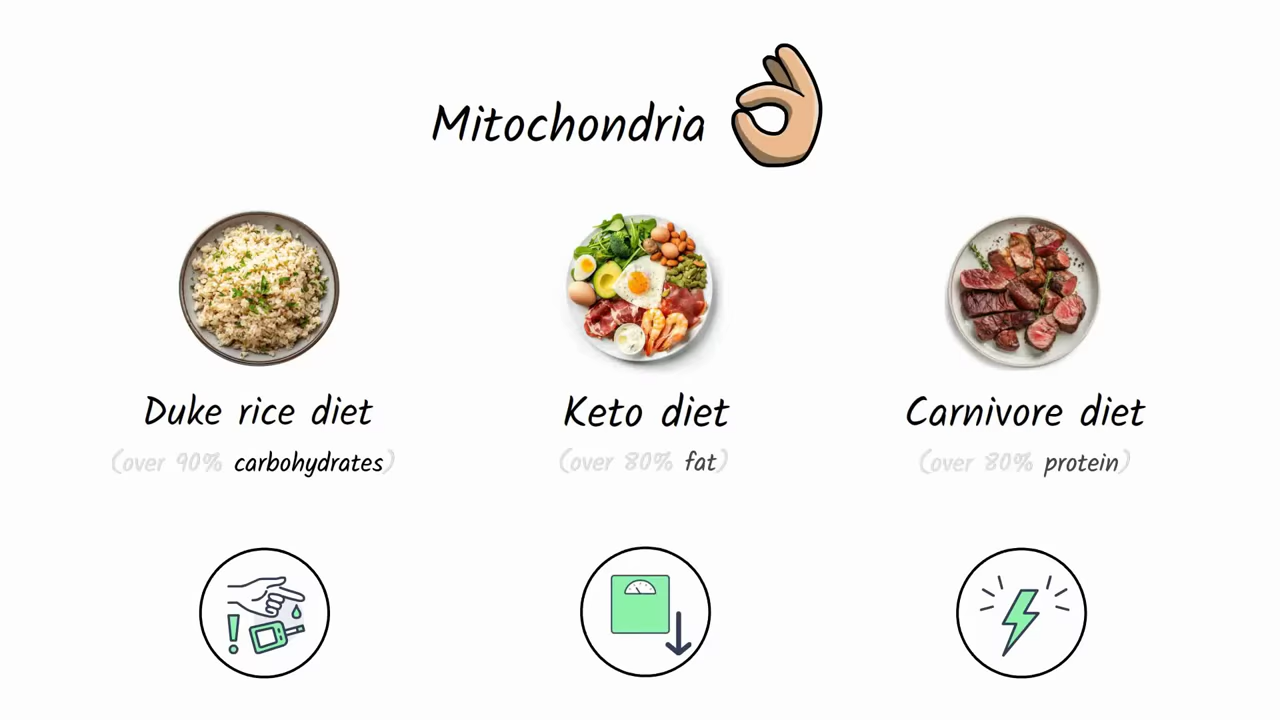 Mitochondria
Duke rice diet
(over 90% carbohydrates)
Keto diet
(over 80% fat)
Carnivore diet
(over 80% protein)